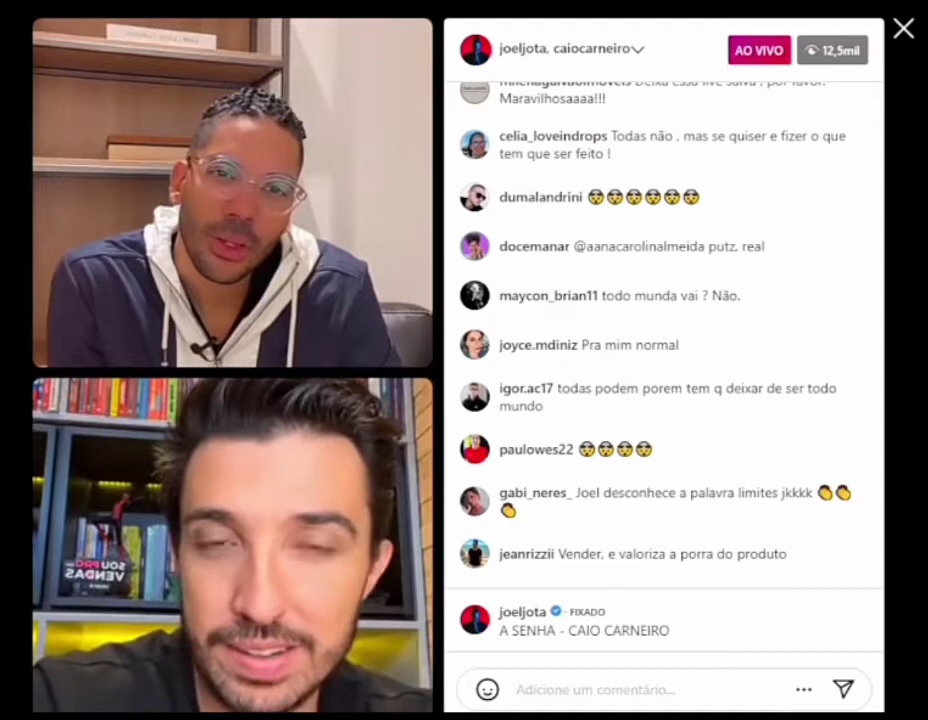 joeljota, caiocarneiro
AO VIVO
12,5mil
Deixa essa live salva , por favor!
Maravilhosaaaa!!!
celia_loveindrops Todas não , mas se quiser e fizer o que
tem que ser feito !
dumalandrini 🤯🤯🤯🤯🤯🤯
docemanar @aanacarolinalmeida putz, real
maycon_brian11 todo munda vai ? Não.
joyce.mdiniz Pra mim normal
igor.ac17 todas podem porem tem q deixar de ser todo
mundo
paulowes22 🤯🤯🤯🤯
gabi_neres_ Joel desconhece a palavra limites jkkkk 👏👏
👏
jeanrizzii Vender, e valoriza a porra do produto
joeljota - FIXADO
A SENHA - CAIO CARNEIRO
Adicione um comentário...
SOU PRO
VENDAS